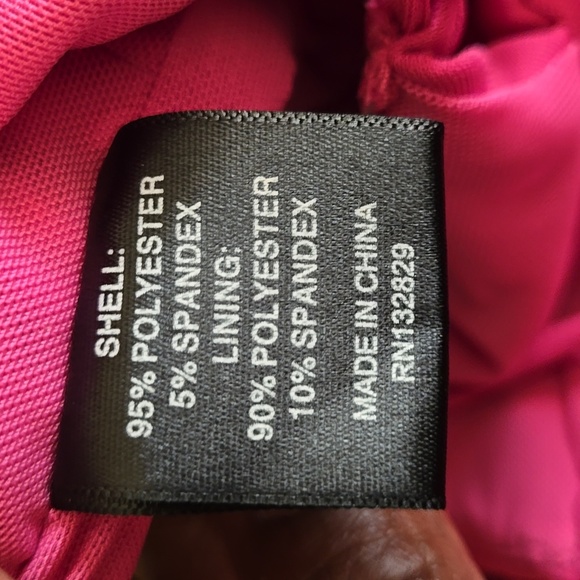 SHELL:
95% POLYESTER
5% SPANDEX
LINING:
90% POLYESTER
10% SPANDEX
MADE IN CHINA
RN132829